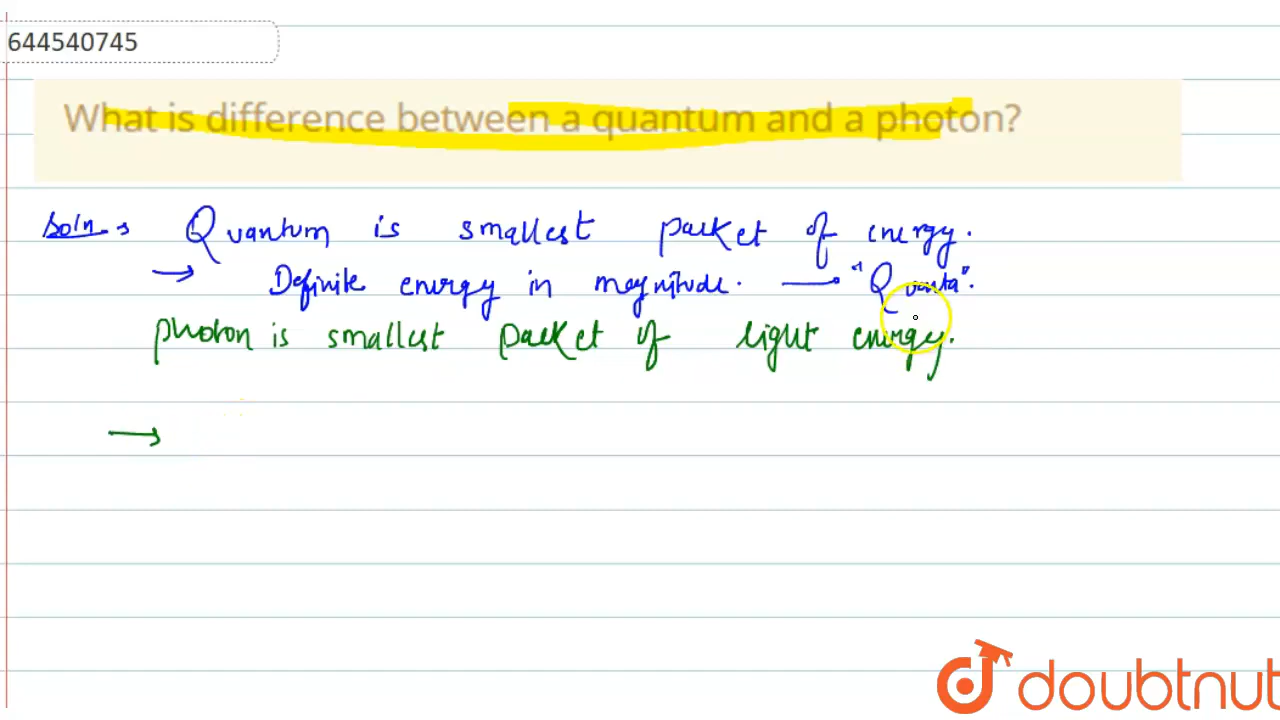 644540745
What is difference between a quantum and a photon?
Soln → Quantum is smallest packet of energy.
→ Definite energy in magnitude. → "Quanta".
Photon is smallest packet of light energy.
→
doubtnut